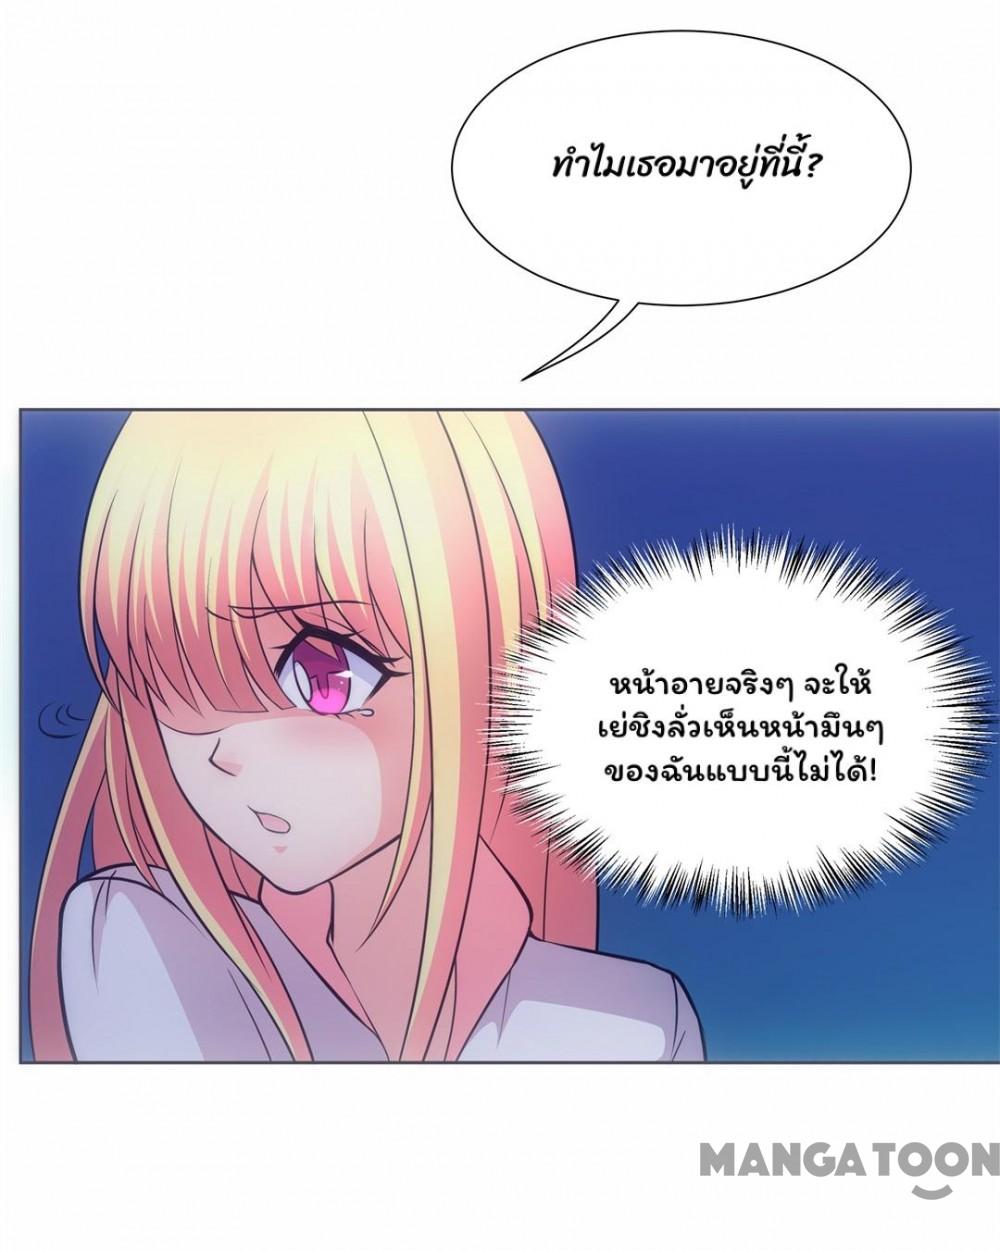 ทำไมเธอมาอยู่ที่นี้?
หน้าอายจริงๆ จะให้
เย่ชิงลั่วเห็นหน้ามึนๆ
ของฉันแบบนี้ไม่ได้!
MANGATOON